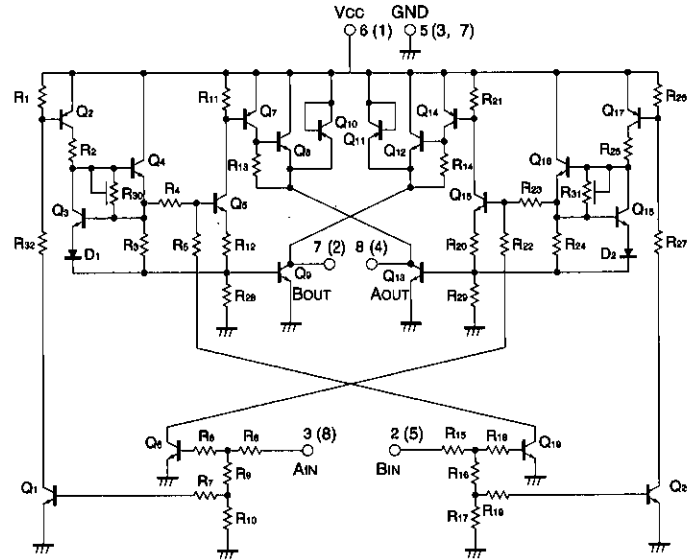 Vcc GND
6 (1) 5 (3, 7)
R1 Q2 R11 Q7 Q10 Q14 R21 Q17 R26
Q8 Q11 Q12
R2 Q4 R13 R14 Q16 R25
Q3 R30 R4 Q5 Q15 R23 R31
R32 R3 R5 R12 R20 R22 R24 R27
D1 7 (2) 8 (4) D2
R28 Q9 Q13 R29
BOUT AOUT
3 (8) 2 (5)
Q6 R8 AIN BIN R15 R18 Q19
R7 R9 R16
Q1 R10 R17 R19 Q2